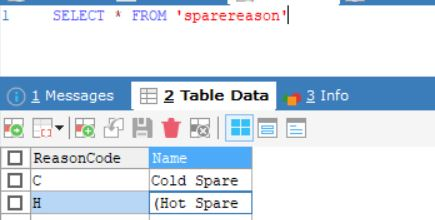 1 SELECT * FROM 'sparereason'
1 Messages 2 Table Data 3 Info
ReasonCode Name
C Cold Spare
H (Hot Spare